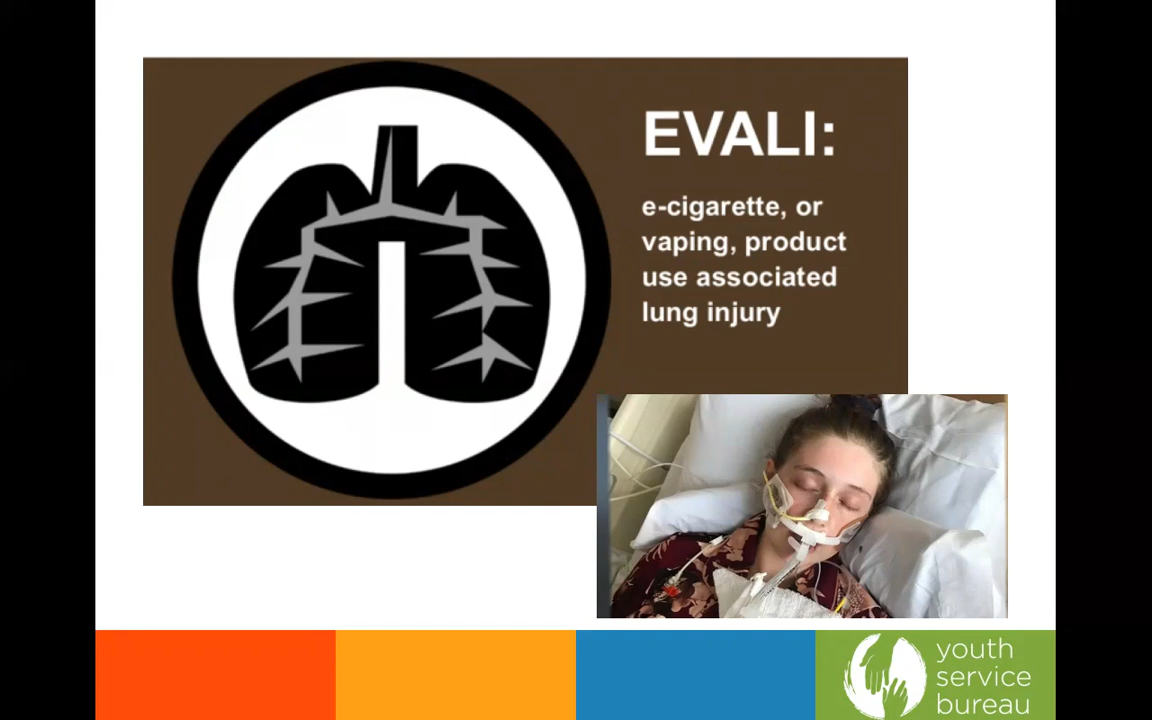 EVALI:
e-cigarette, or
vaping, product
use associated
lung injury
youth
service
bureau